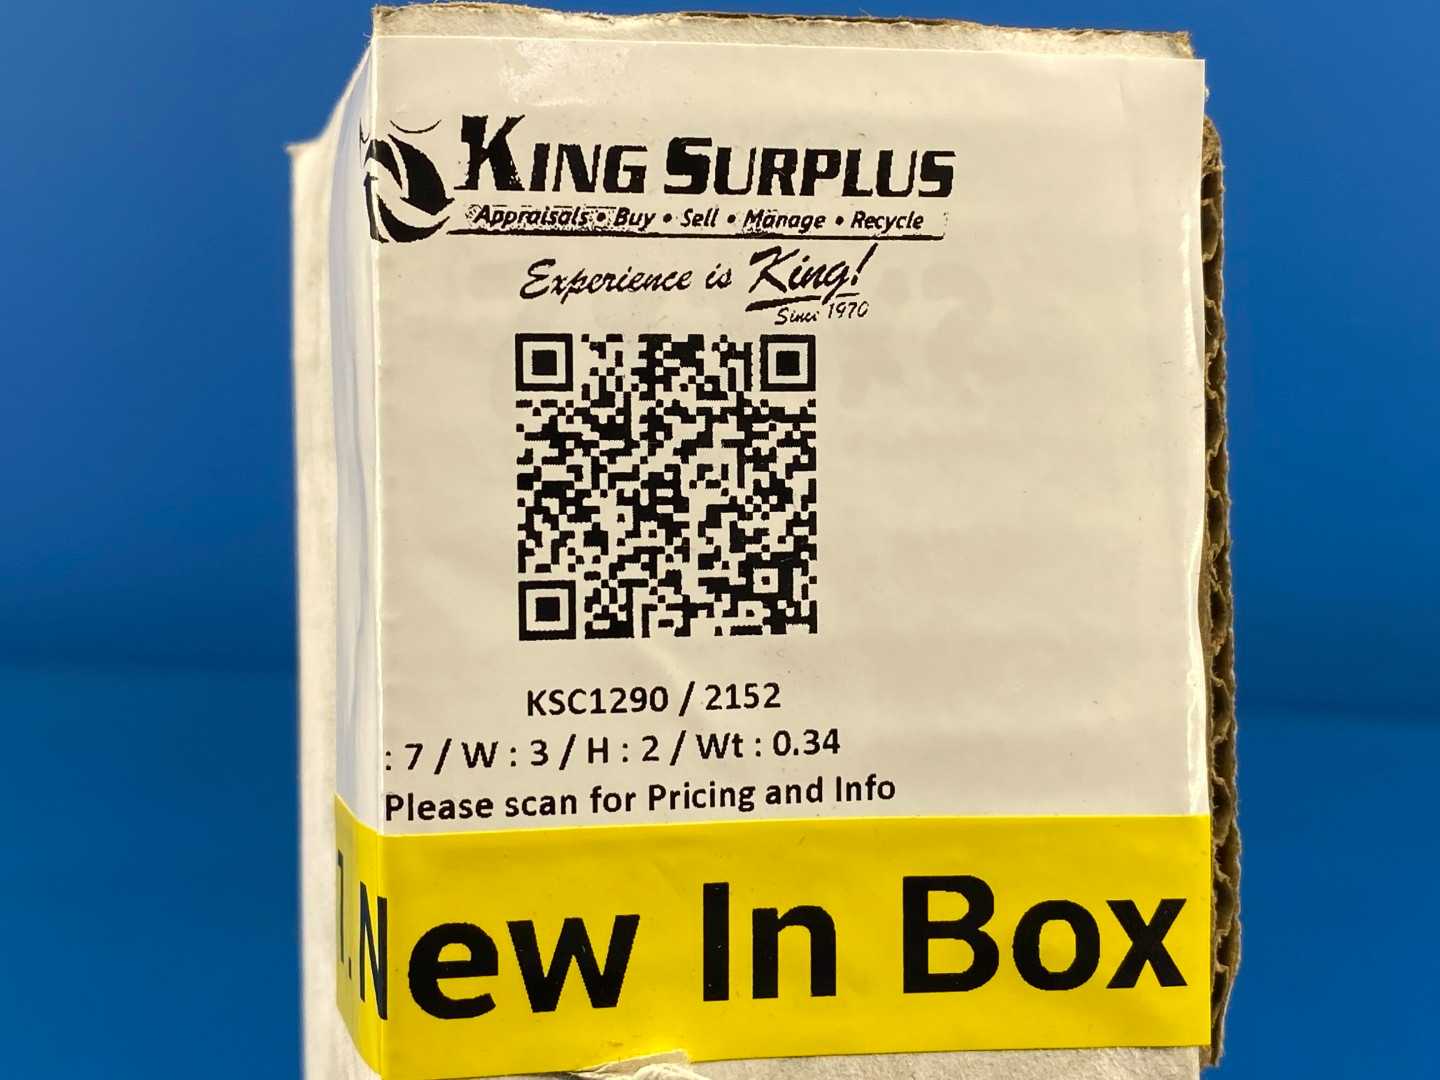 KING SURPLUS
Appraisals • Buy • Sell • Manage • Recycle
Experience is King!
Since 1970
KSC1290 / 2152
: 7 / W : 3 / H : 2 / Wt : 0.34
Please scan for Pricing and Info
1.New In Box